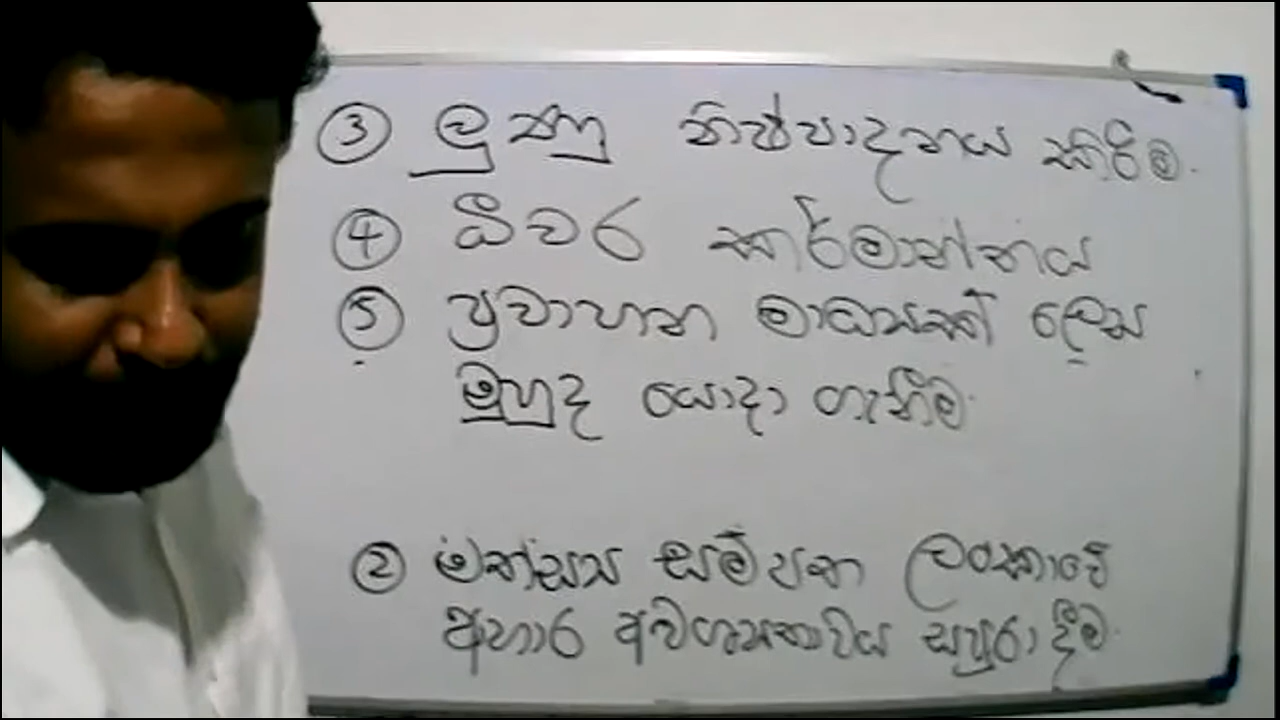 ③ ලුණු නිෂ්පාදනය කිරීම.
④ ධීවර කර්මාන්තය
⑤ ප්‍රවාහන මාධ්‍යයක් ලෙස
මුහුද යොදා ගැනීම.
② මත්ස්‍ය සම්පත ලංකාවේ
ආහාර අවශ්‍යතාවය සපුරා දීම.